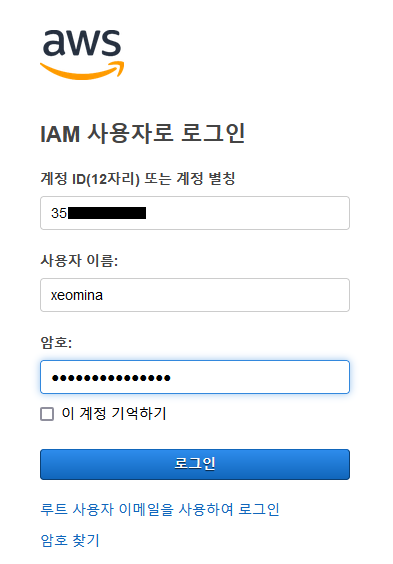 aws
IAM 사용자로 로그인
계정 ID(12자리) 또는 계정 별칭
35
사용자 이름:
xeomina
암호:
●●●●●●●●●●●●●●●
이 계정 기억하기
로그인
루트 사용자 이메일을 사용하여 로그인
암호 찾기